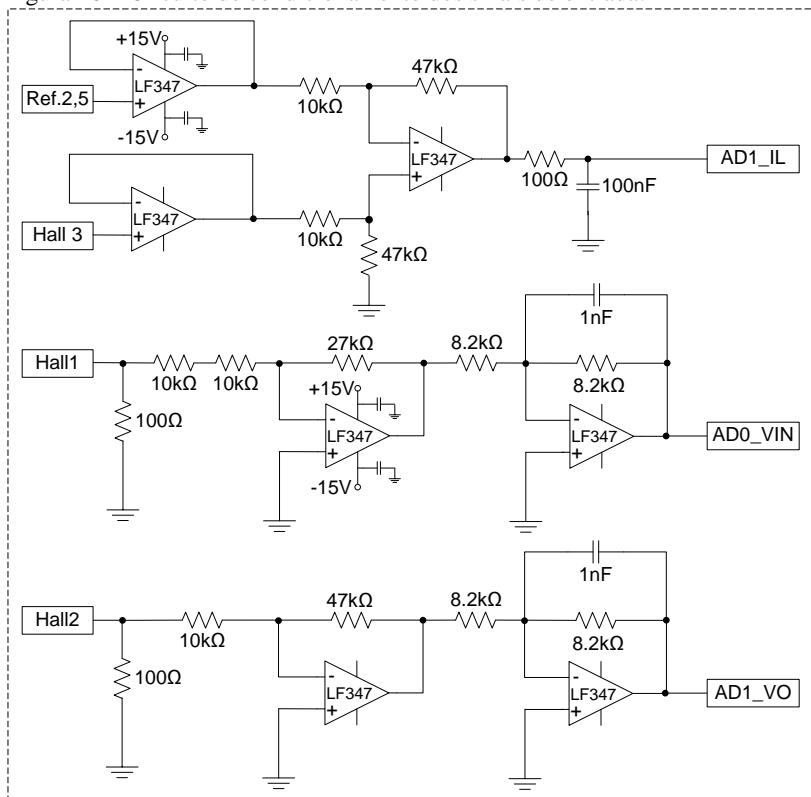 +15V
LF347
Ref.2,5
-15V
10kΩ
47kΩ
LF347
100Ω
100nF
AD1_IL
LF347
Hall 3
10kΩ
47kΩ
1nF
Hall1
10kΩ
10kΩ
27kΩ
8.2kΩ
8.2kΩ
100Ω
+15V
LF347
-15V
LF347
AD0_VIN
1nF
Hall2
10kΩ
47kΩ
8.2kΩ
8.2kΩ
100Ω
LF347
LF347
AD1_VO